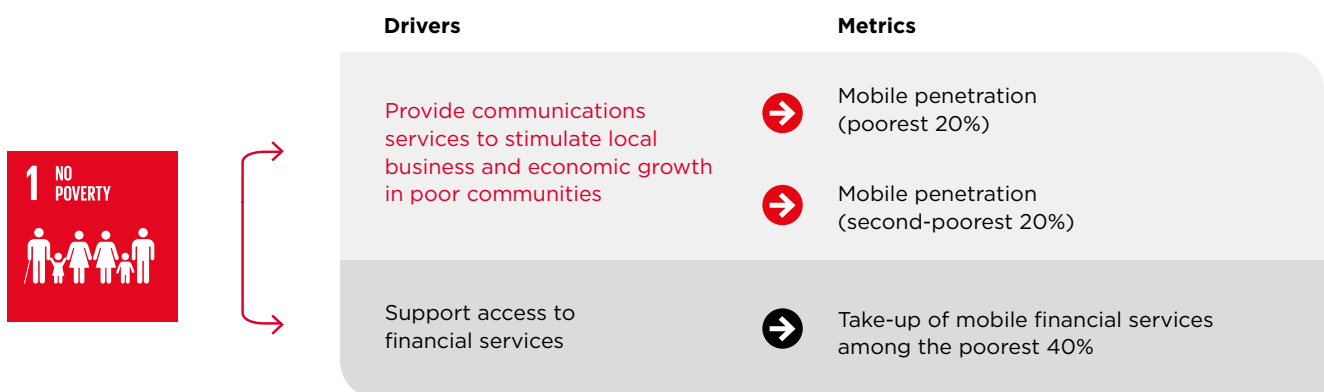 Drivers
Metrics
1 NO
POVERTY
Provide communications
services to stimulate local
business and economic growth
in poor communities
Mobile penetration
(poorest 20%)
Mobile penetration
(second-poorest 20%)
Support access to
financial services
Take-up of mobile financial services
among the poorest 40%